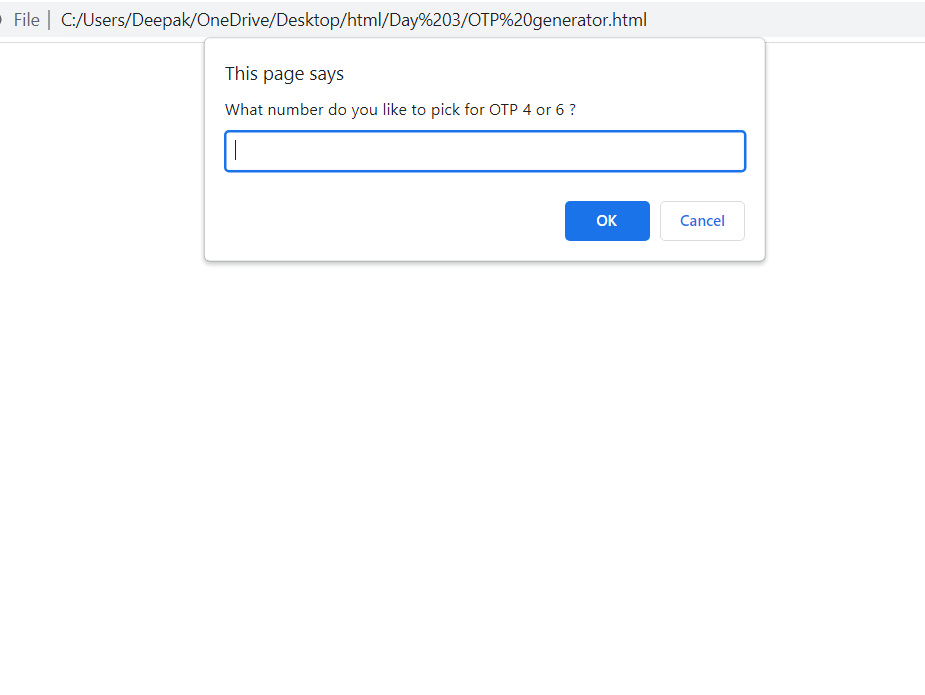 File | C:/Users/Deepak/OneDrive/Desktop/html/Day%203/OTP%20generator.html
This page says
What number do you like to pick for OTP 4 or 6 ?
OK Cancel